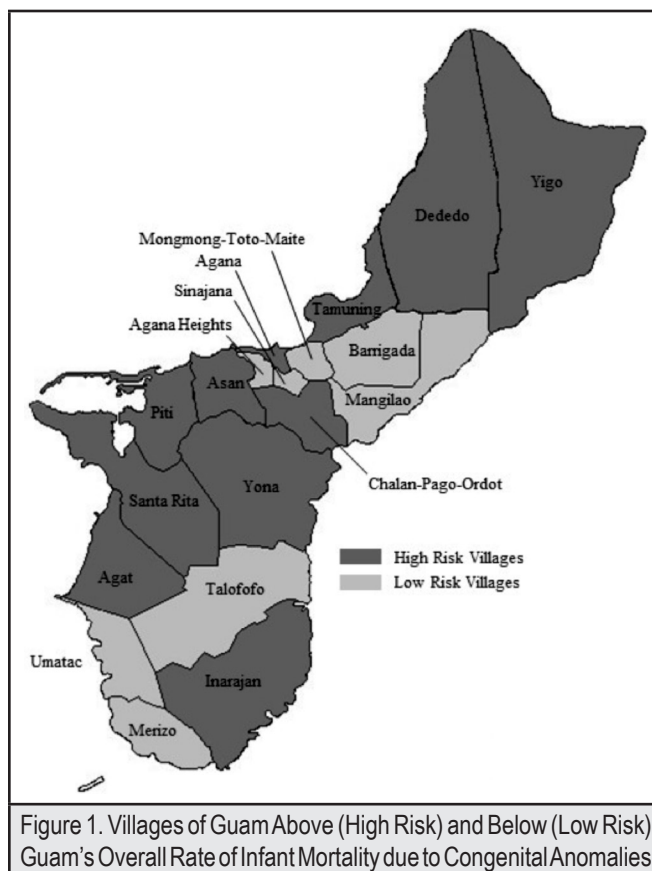 Yigo
Dededo
Mongmong-Toto-Maite
Agana
Sinajana
Tamuning
Agana Heights
Barrigada
Asan
Mangilao
Piti
Chalan-Pago-Ordot
Yona
Santa Rita
High Risk Villages
Agat
Low Risk Villages
Talofofo
Umatac
Inarajan
Merizo
Figure 1. Villages of Guam Above (High Risk) and Below (Low Risk)
Guam's Overall Rate of Infant Mortality due to Congenital Anomalies